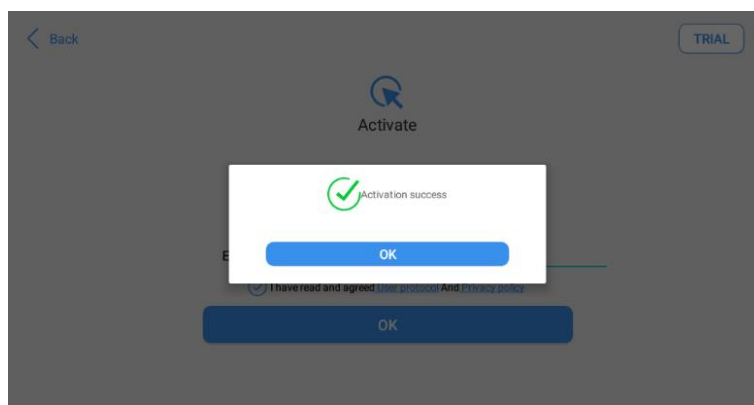 Back
TRIAL
Activate
Activation success
OK
E
I have read and agreed User protocol And Privacy policy
OK